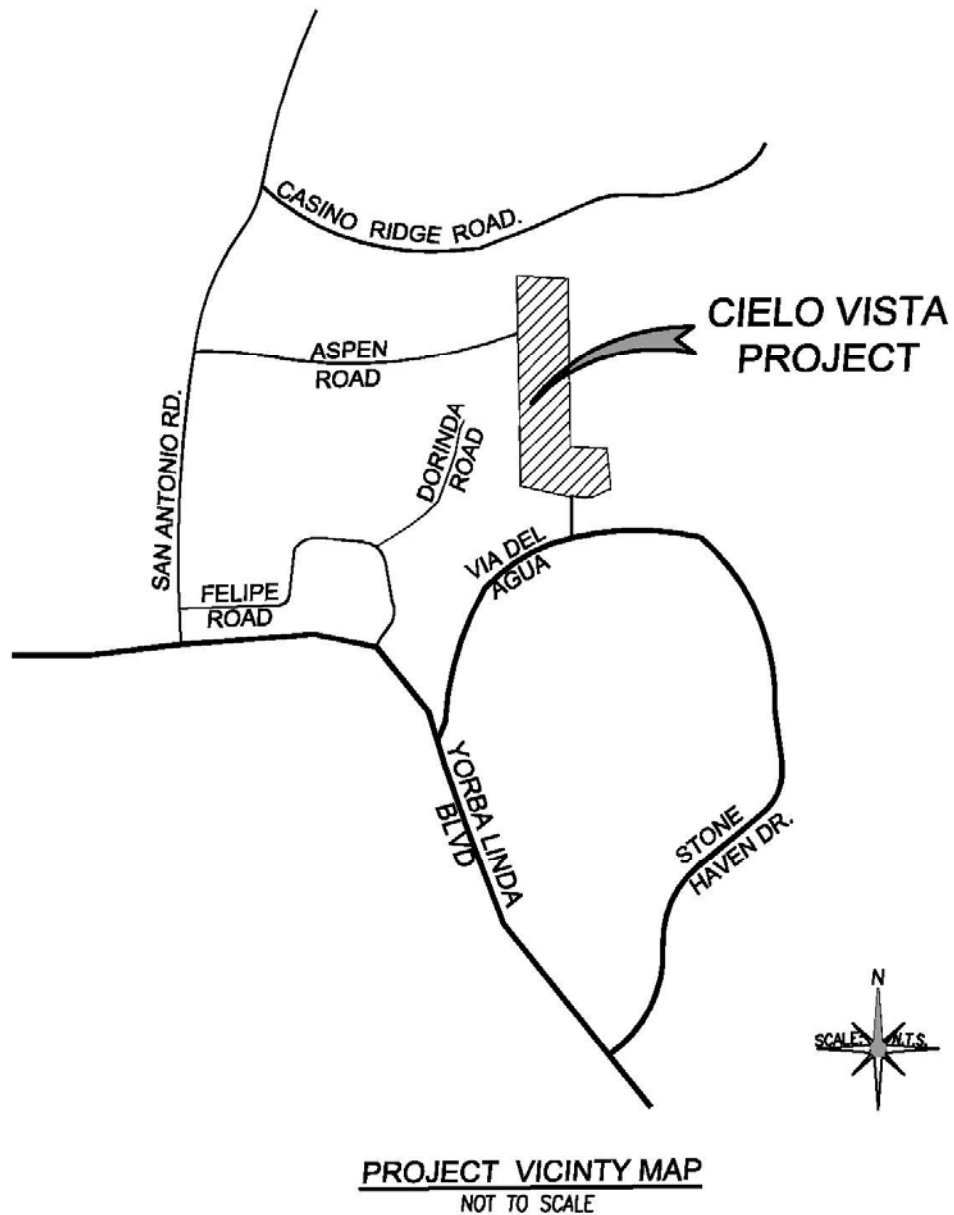 CASINO RIDGE ROAD.
CIELO VISTA
PROJECT
ASPEN
ROAD
SAN ANTONIO RD.
DORINDA
ROAD
VIA DEL
AGUA
FELIPE
ROAD
YORBA LINDA
BLVD
STONE
HAVEN DR.
N
SCALE: N.T.S.
PROJECT VICINTY MAP
NOT TO SCALE